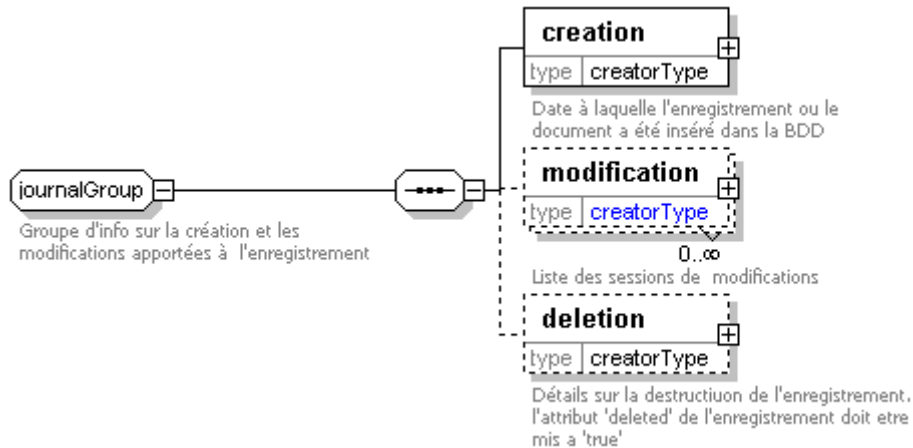 creation
type creatorType
Date à laquelle l'enregistrement ou le
document a été inséré dans la BDD
journalGroup
Groupe d'info sur la création et les
modifications apportées à l'enregistrement
modification
type creatorType
0..∞
Liste des sessions de modifications
deletion
type creatorType
Détails sur la destructiuon de l'enregistrement.
l'attribut 'deleted' de l'enregistrement doit etre
mis a 'true'